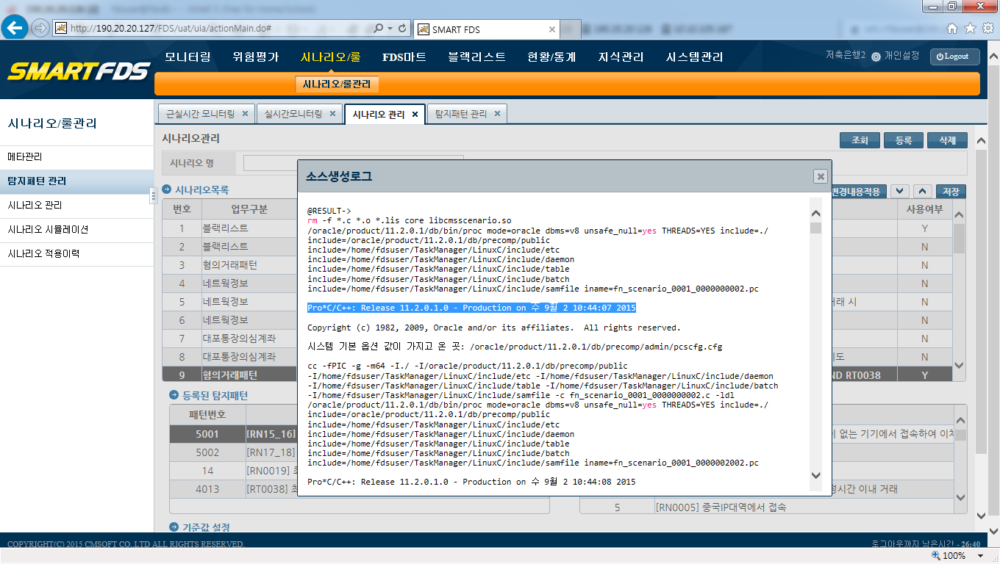 http://190.20.20.127/FDS/uat/uia/actionMain.do#
SMART FDS
SMARTFDS
모니터링 위험평가 시나리오/룰 FDS마트 블랙리스트 현황/통계 지식관리 시스템관리
저축은행2 개인설정 Logout
시나리오/룰관리
시나리오/룰관리
메타관리
탐지패턴 관리
시나리오 관리
시나리오 시뮬레이션
시나리오 적용이력
근실시간 모니터링 실시간모니터링 시나리오 관리 탐지패턴 관리
시나리오관리
조회 등록 삭제
시나리오 명
시나리오목록
변경내용적용 저장
번호 업무구분 사용여부
1 블랙리스트 Y
2 블랙리스트 N
3 혐의거래패턴 N
4 네트웍정보 N
5 네트웍정보 거래 시 N
6 네트웍정보 N
7 대포통장의심계좌 N
8 대포통장의심계좌 도 N
9 혐의거래패턴 ND RT0038 Y
소스생성로그
@RESULT->
rm -f *.c *.o *.lis core libcmsscenario.so
/oracle/product/11.2.0.1/db/bin/proc mode=oracle dbms=v8 unsafe_null=yes THREADS=YES include=./
include=/oracle/product/11.2.0.1/db/precomp/public
include=/home/fdsuser/TaskManager/LinuxC/include/etc
include=/home/fdsuser/TaskManager/LinuxC/include/daemon
include=/home/fdsuser/TaskManager/LinuxC/include/table
include=/home/fdsuser/TaskManager/LinuxC/include/batch
include=/home/fdsuser/TaskManager/LinuxC/include/samfile iname=fn_scenario_0001_0000000002.pc
Pro*C/C++: Release 11.2.0.1.0 - Production on 수 9월 2 10:44:07 2015
Copyright (c) 1982, 2009, Oracle and/or its affiliates.  All rights reserved.
시스템 기본 옵션 값이 가지고 온 곳: /oracle/product/11.2.0.1/db/precomp/admin/pcscfg.cfg
cc -fPIC -g -m64 -I./ -I/oracle/product/11.2.0.1/db/precomp/public
-I/home/fdsuser/TaskManager/LinuxC/include/etc -I/home/fdsuser/TaskManager/LinuxC/include/daemon
-I/home/fdsuser/TaskManager/LinuxC/include/table -I/home/fdsuser/TaskManager/LinuxC/include/batch
-I/home/fdsuser/TaskManager/LinuxC/include/samfile -c fn_scenario_0001_0000000002.c -ldl
/oracle/product/11.2.0.1/db/bin/proc mode=oracle dbms=v8 unsafe_null=yes THREADS=YES include=./
include=/oracle/product/11.2.0.1/db/precomp/public
include=/home/fdsuser/TaskManager/LinuxC/include/etc
include=/home/fdsuser/TaskManager/LinuxC/include/daemon
include=/home/fdsuser/TaskManager/LinuxC/include/table
include=/home/fdsuser/TaskManager/LinuxC/include/batch
include=/home/fdsuser/TaskManager/LinuxC/include/samfile iname=fn_scenario_0001_0000002002.pc
Pro*C/C++: Release 11.2.0.1.0 - Production on 수 9월 2 10:44:08 2015
등록된 탐지패턴
패턴번호
5001 [RN15_16] 없는 기기에서 접속하여 이체
5002 [RN17_18]
14 [RN0019]
4013 [RT0038] 정시간 이내 거래
5 [RN0005] 중국IP대역에서 접속
기준값 설정
COPYRIGHT(C) 2015 CMSOFT CO.,LTD ALL RIGHTS RESERVED.
로그아웃까지 남은시간 - 26:40
100%